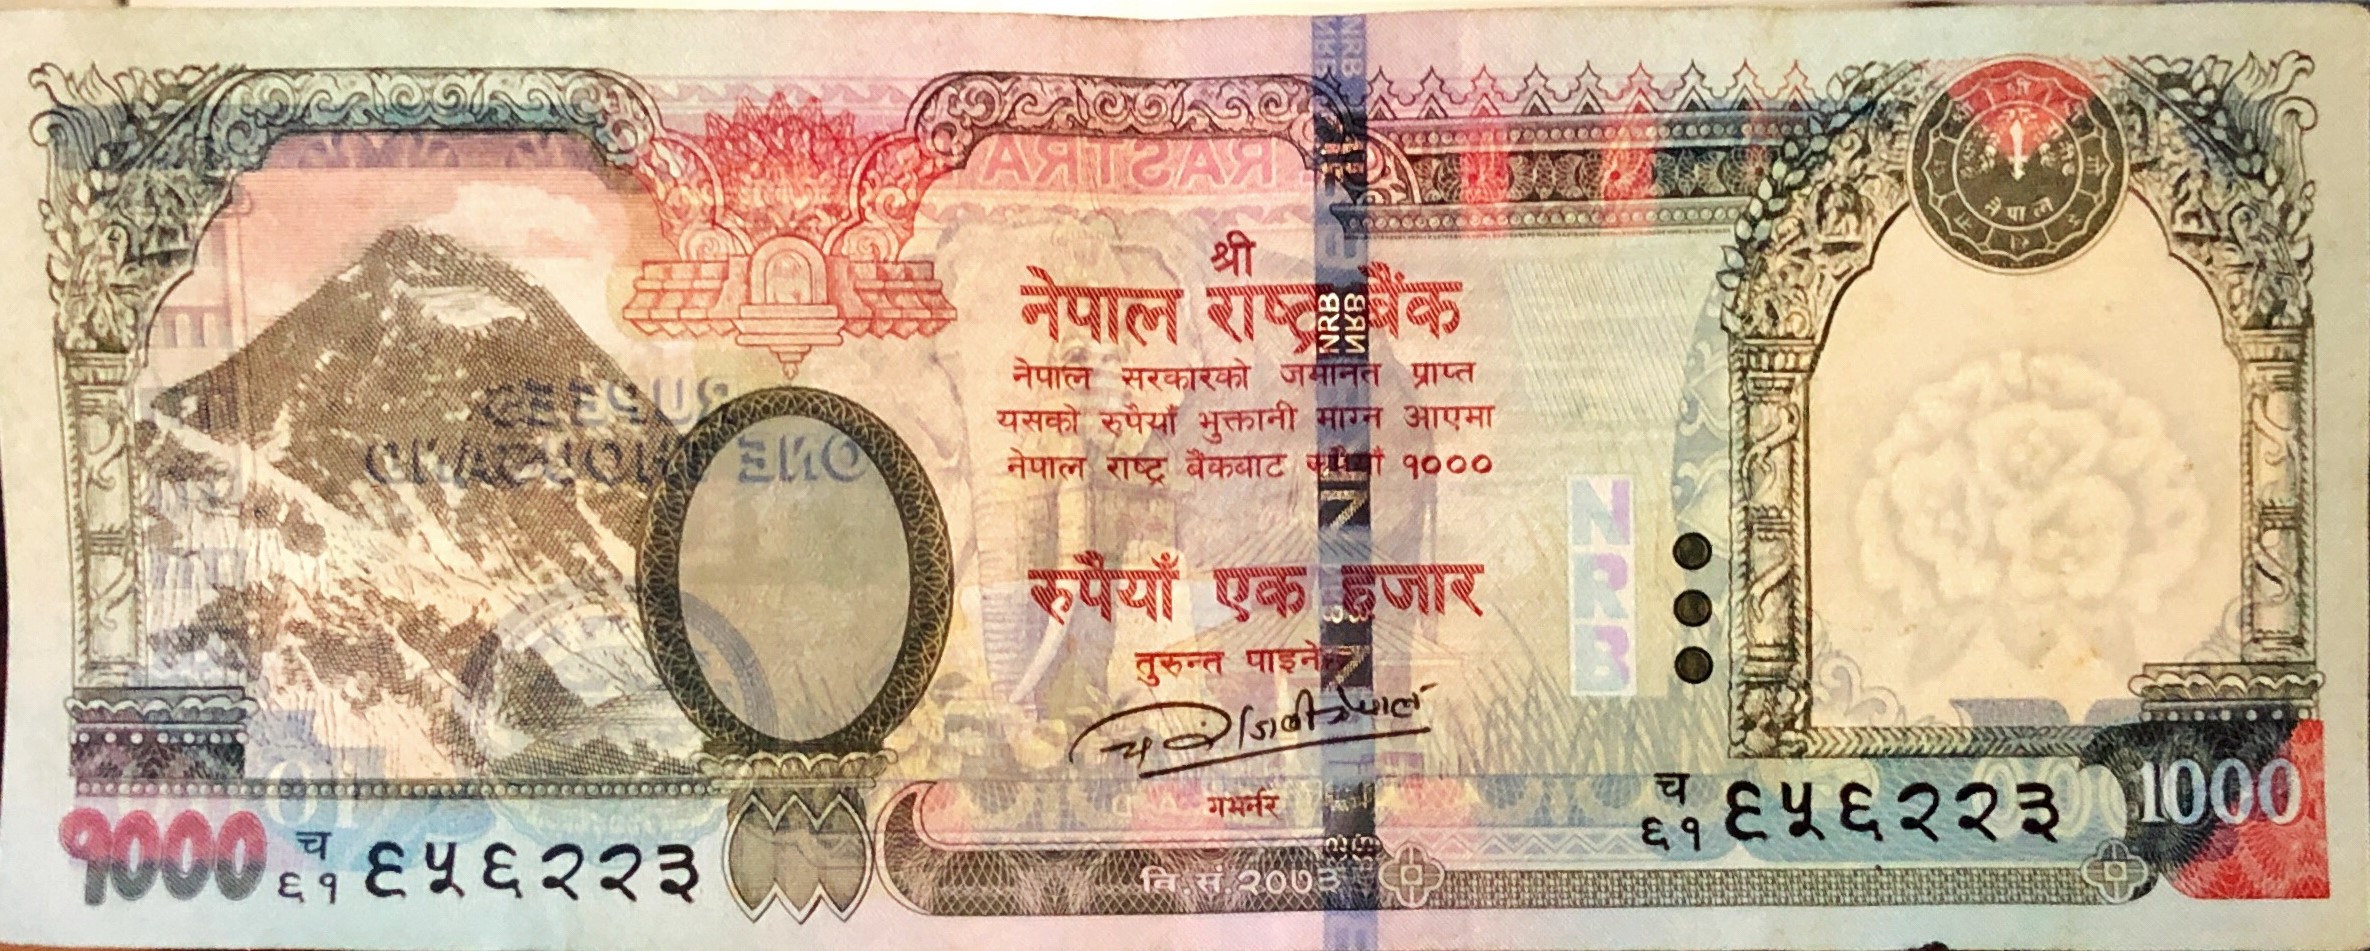 श्री
नेपाल राष्ट्र बैंक
नेपाल सरकारको जमानत प्राप्त
यसको रुपैयाँ भुक्तानी माग्न आएमा
नेपाल राष्ट्र बैंकबाट रुपैयाँ १०००
रुपैयाँ एक हजार
तुरुन्त पाइनेछ
गभर्नर
वि.सं.२०७३
१०००
च
६१ ६५६२२३
च
६१ ६५६२२३
1000
NRB
NRB
NRB
नेपाल
RASTRA
RUPEES
ONE THOUSAND